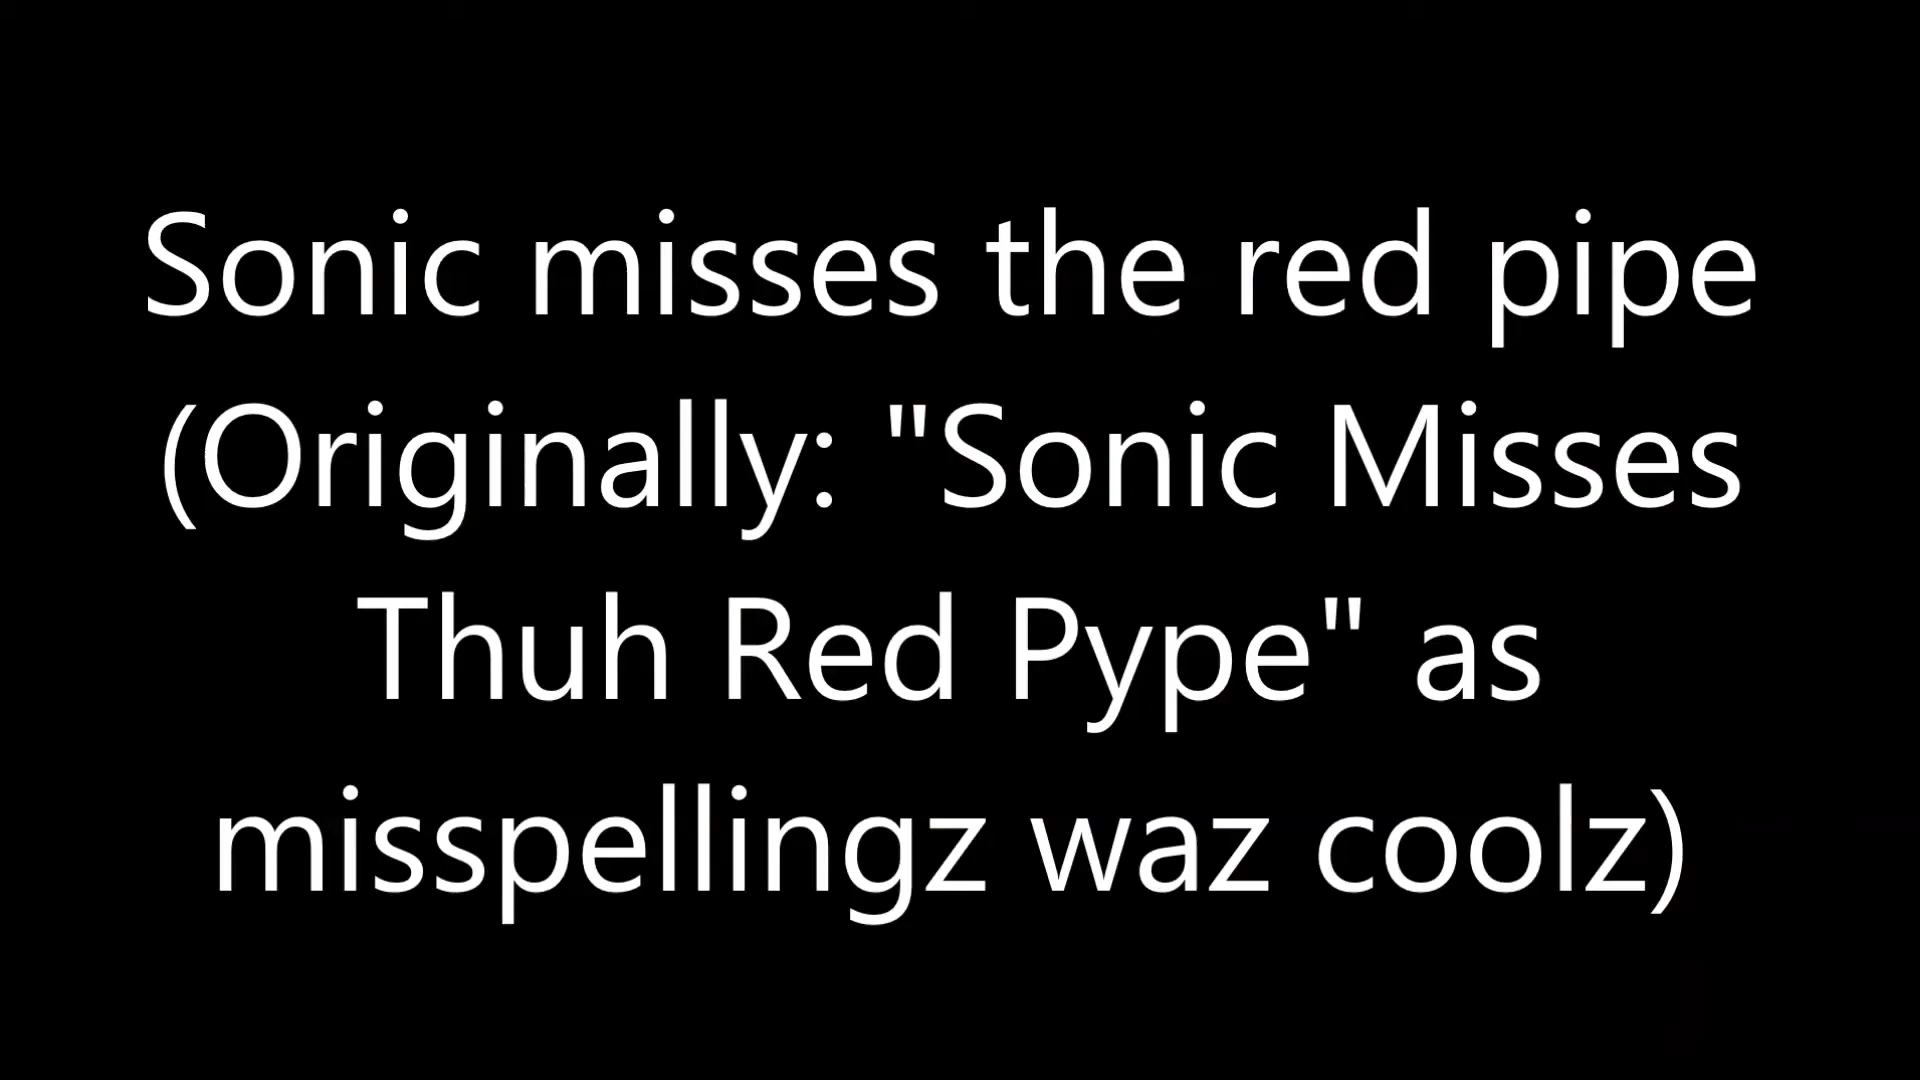 Sonic misses the red pipe
(Originally: "Sonic Misses
Thuh Red Pype" as
misspellingz waz coolz)